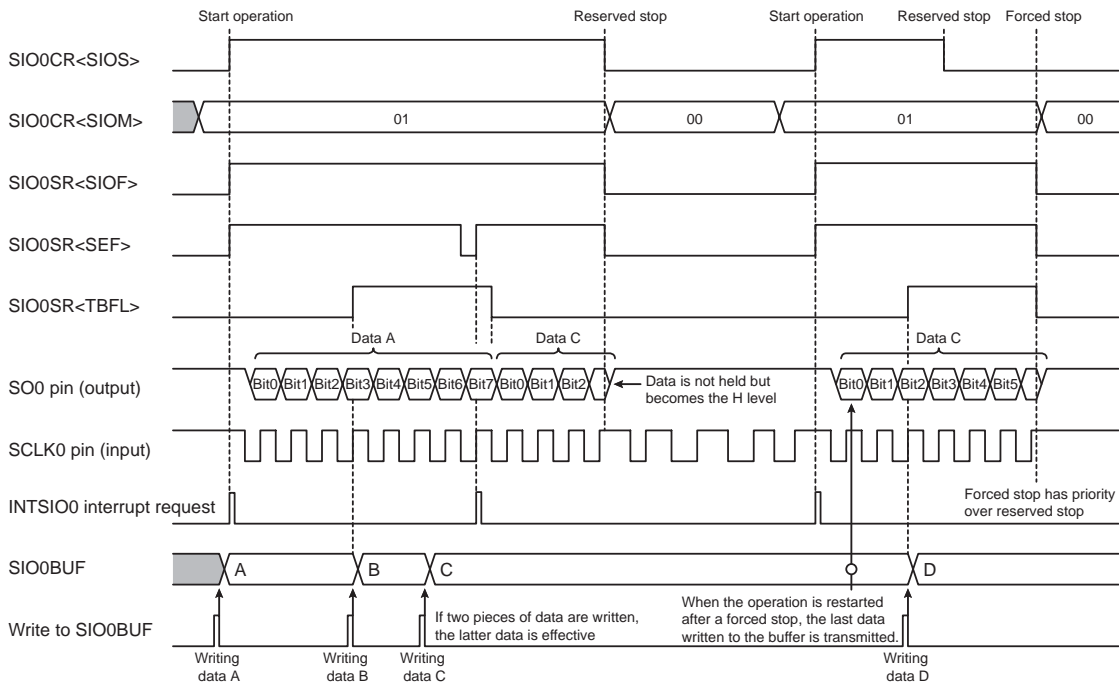 Start operation Reserved stop Start operation Reserved stop Forced stop
SIO0CR<SIOS>
SIO0CR<SIOM>
01 00 01 00
SIO0SR<SIOF>
SIO0SR<SEF>
SIO0SR<TBFL>
Data A Data C Data C
SO0 pin (output)
Bit0 Bit1 Bit2 Bit3 Bit4 Bit5 Bit6 Bit7 Bit0 Bit1 Bit2 Bit0 Bit1 Bit2 Bit3 Bit4 Bit5
Data is not held but
becomes the H level
SCLK0 pin (input)
INTSIO0 interrupt request
Forced stop has priority
over reserved stop
SIO0BUF
A B C D
Write to SIO0BUF
If two pieces of data are written,
the latter data is effective
When the operation is restarted
after a forced stop, the last data
written to the buffer is transmitted.
Writing
data A
Writing
data B
Writing
data C
Writing
data D